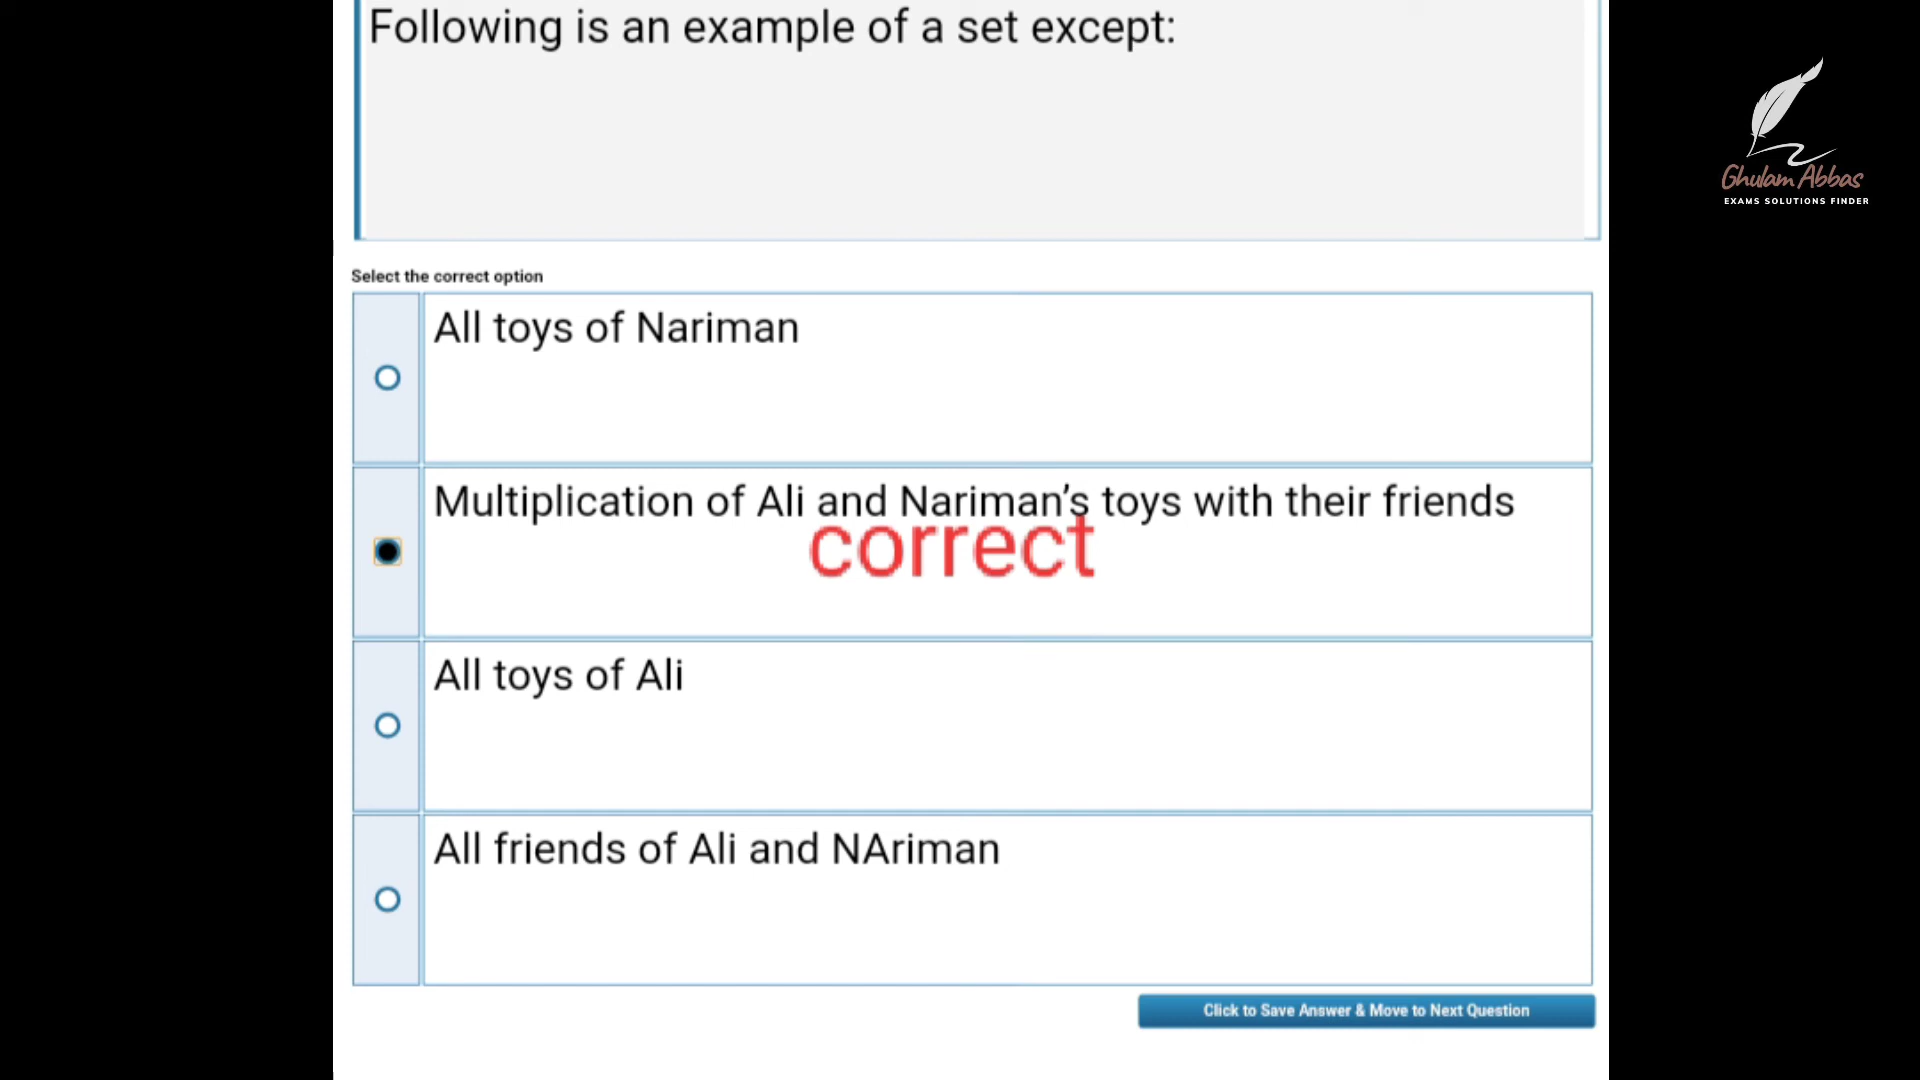 Following is an example of a set except:
Ghulam Abbas
EXAMS SOLUTIONS FINDER
Select the correct option
All toys of Nariman
Multiplication of Ali and Nariman’s toys with their friends
correct
All toys of Ali
All friends of Ali and NAriman
Click to Save Answer & Move to Next Question